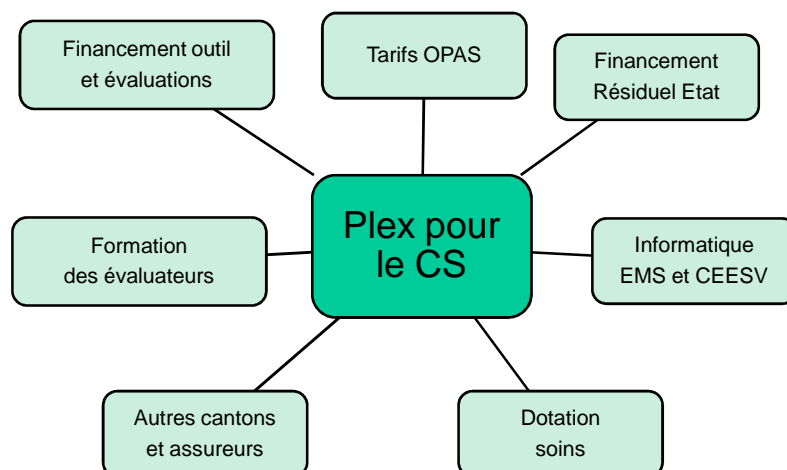 Financement outil
et évaluations
Tarifs OPAS
Financement
Résiduel Etat
Plex pour
le CS
Formation
des évaluateurs
Informatique
EMS et CEESV
Autres cantons
et assureurs
Dotation
soins